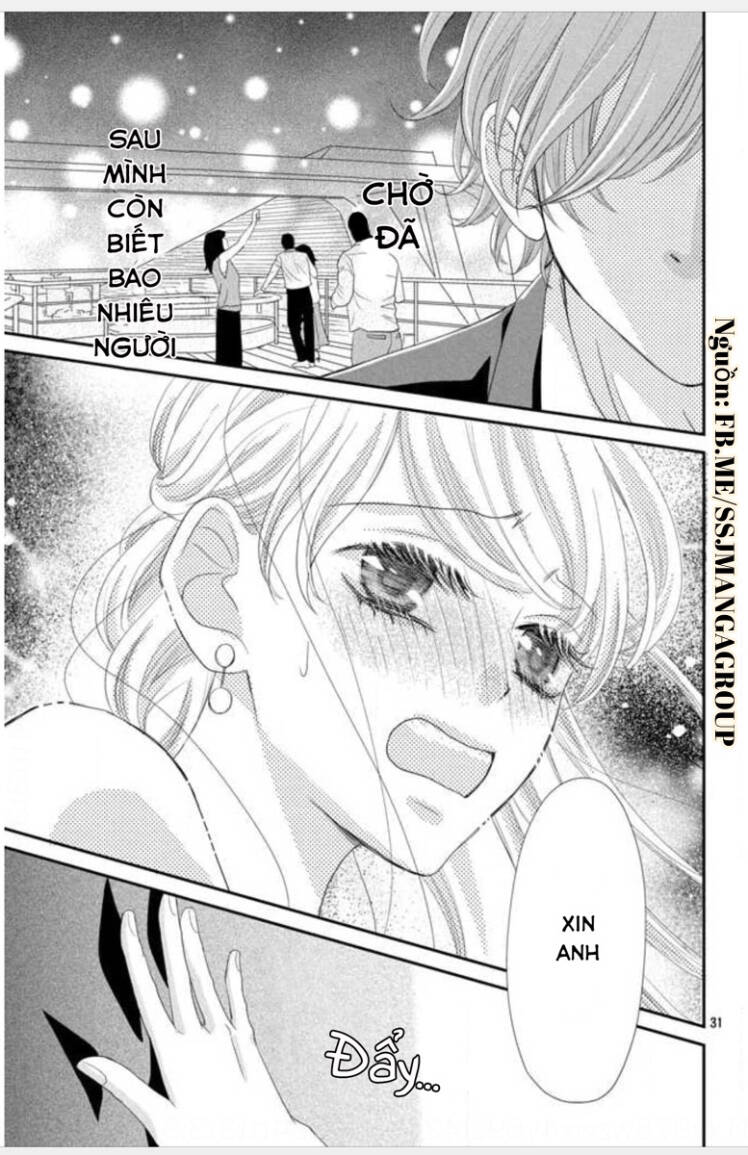 CHỜ
ĐÃ
SAU
MÌNH
CÒN
BIẾT
BAO
NHIÊU
NGƯỜI
XIN
ANH
Đẩy...
31
Nguồn: FB.ME/SSJMANGAGROUP